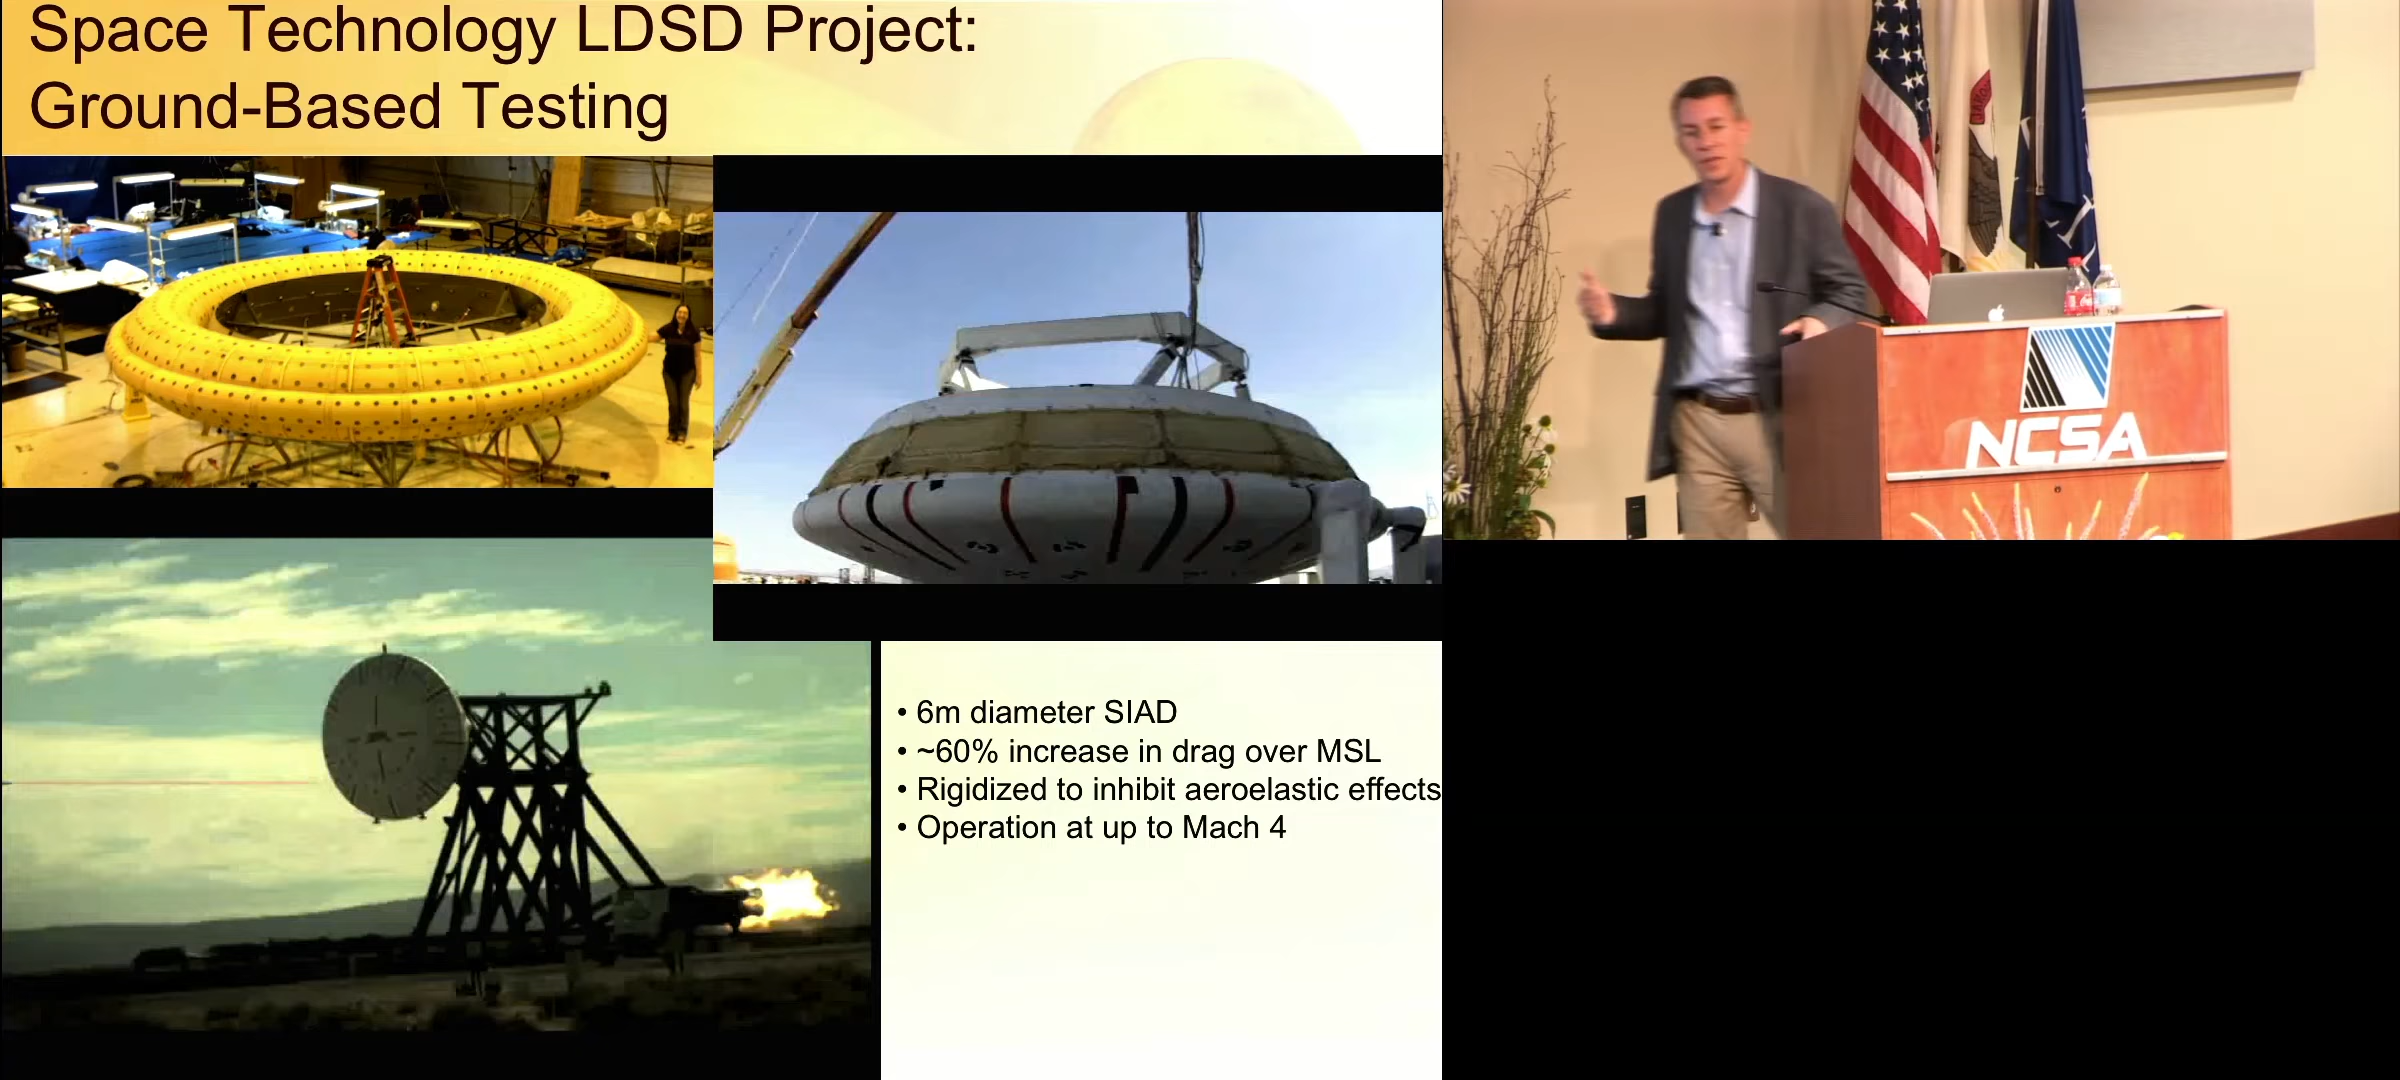 Space Technology LDSD Project:
Ground-Based Testing
• 6m diameter SIAD
• ~60% increase in drag over MSL
• Rigidized to inhibit aeroelastic effects
• Operation at up to Mach 4
NCSA